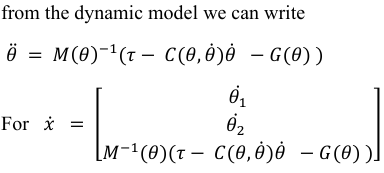 from the dynamic model we can write
θ̈ = M(θ)⁻¹(τ − C(θ, θ̇)θ̇ − G(θ) )
For ẋ = [ θ̇₁
θ̇₂
M⁻¹(θ)(τ − C(θ, θ̇)θ̇ − G(θ) ) ]